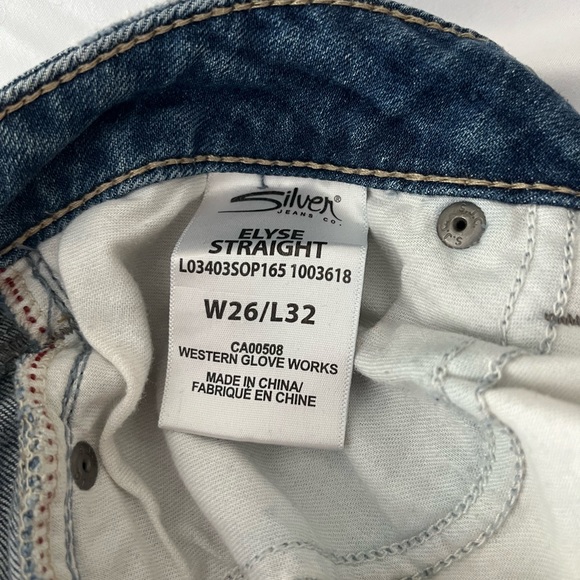 Silver®
JEANS CO.
ELYSE
STRAIGHT
L03403SOP165 1003618
W26/L32
CA00508
WESTERN GLOVE WORKS
MADE IN CHINA/
FABRIQUÉ EN CHINE